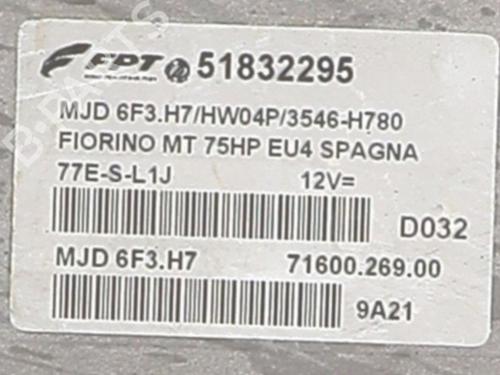 FPT 51832295
MJD 6F3.H7/HW04P/3546-H780
FIORINO MT 75HP EU4 SPAGNA
77E-S-L1J 12V=
D032
MJD 6F3.H7 71600.269.00
9A21
B-PARTS